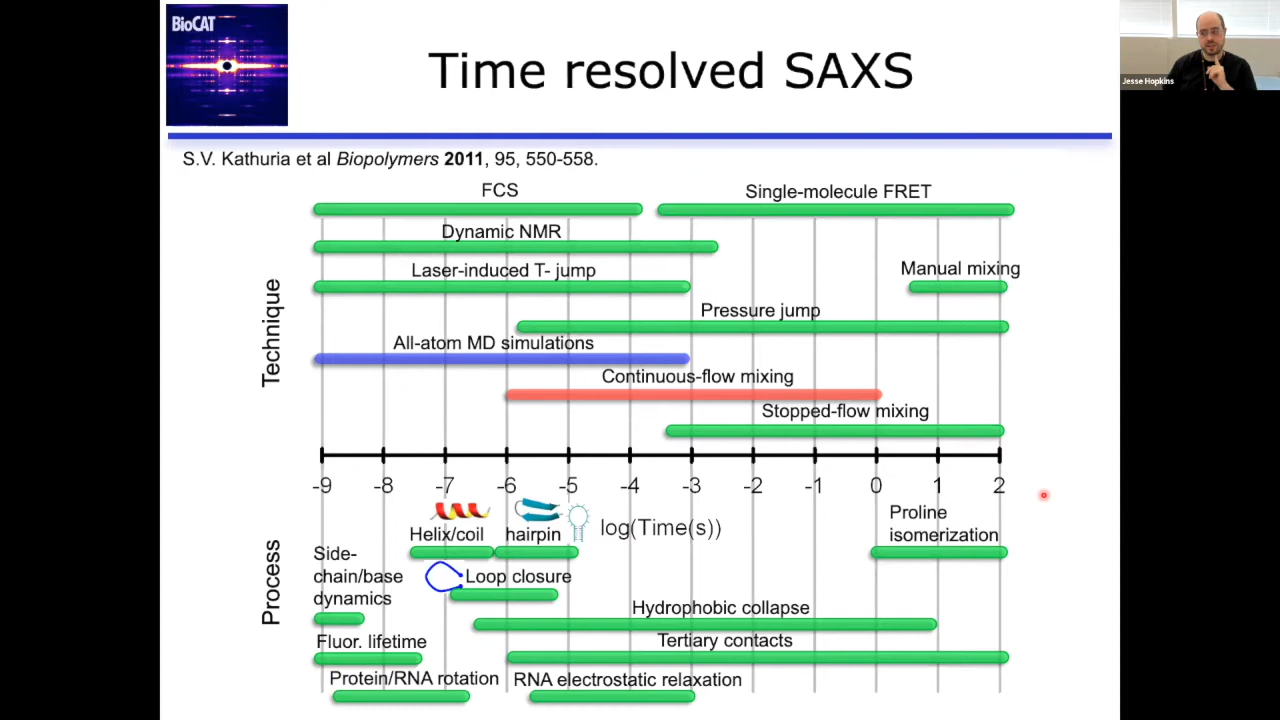 BioCAT
Time resolved SAXS
Jesse Hopkins
S.V. Kathuria et al Biopolymers 2011, 95, 550-558.
FCS
Single-molecule FRET
Dynamic NMR
Laser-induced T- jump
Manual mixing
Pressure jump
All-atom MD simulations
Continuous-flow mixing
Stopped-flow mixing
Technique
-9 -8 -7 -6 -5 -4 -3 -2 -1 0 1 2
log(Time(s))
Process
Helix/coil
hairpin
Proline
isomerization
Side-
chain/base
dynamics
Loop closure
Hydrophobic collapse
Fluor. lifetime
Tertiary contacts
Protein/RNA rotation
RNA electrostatic relaxation